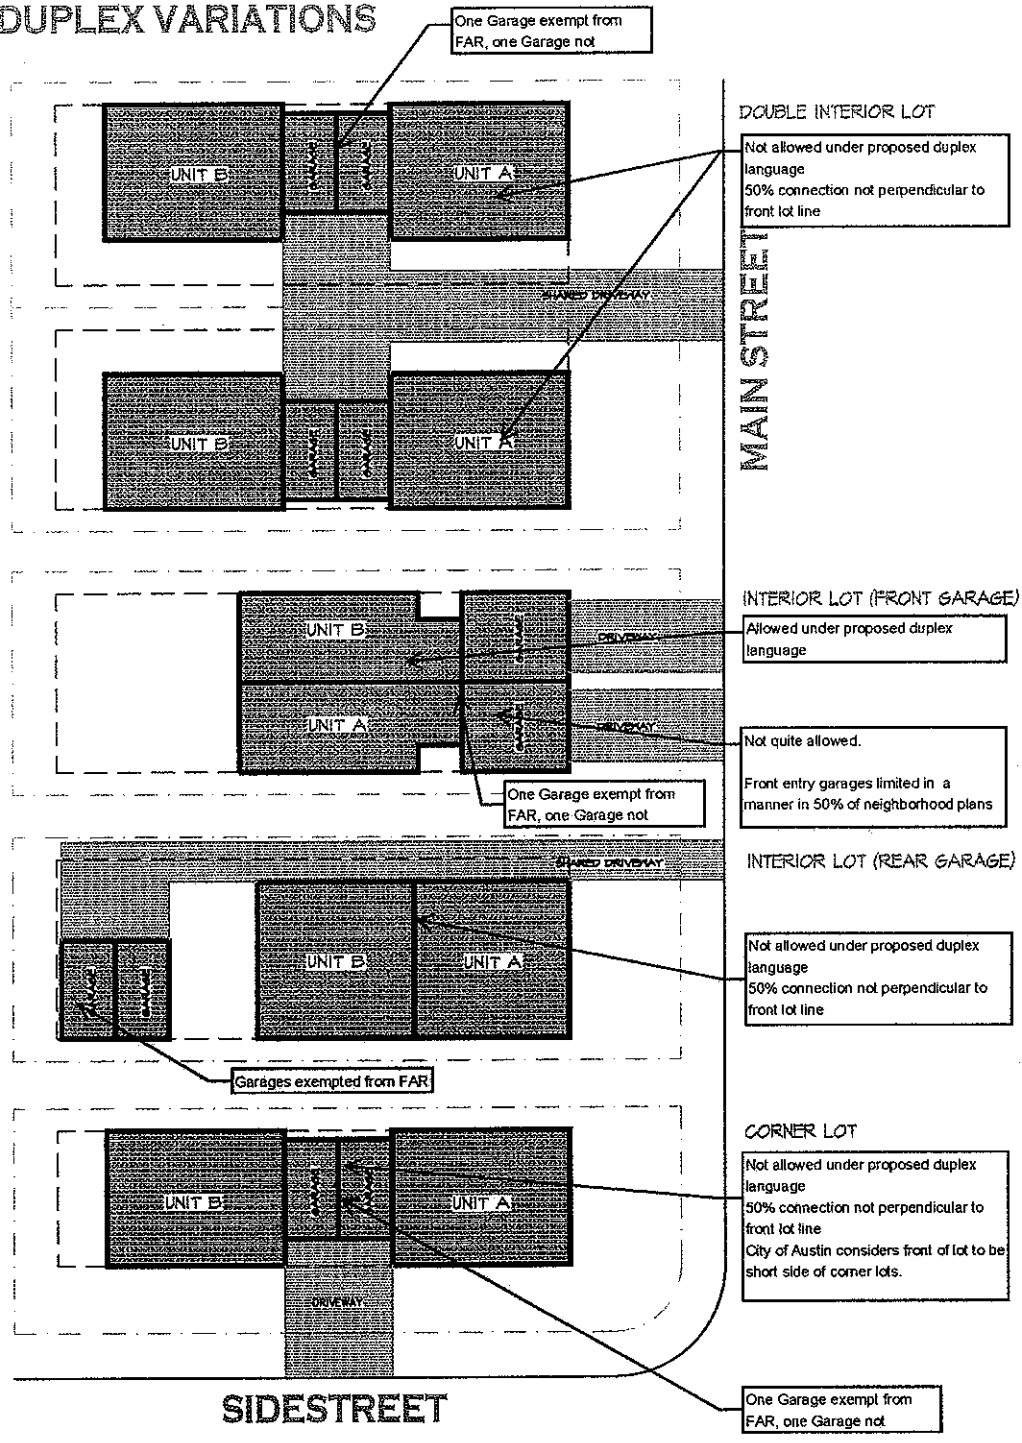 DUPLEX VARIATIONS
One Garage exempt from
FAR, one Garage not
DOUBLE INTERIOR LOT
Not allowed under proposed duplex
language
50% connection not perpendicular to
front lot line
UNIT B
GARAGE
GARAGE
UNIT A
SHARED DRIVEWAY
MAIN STREET
UNIT B
GARAGE
GARAGE
UNIT A
INTERIOR LOT (FRONT GARAGE)
Allowed under proposed duplex
language
UNIT B
GARAGE
DRIVEWAY
UNIT A
GARAGE
DRIVEWAY
Not quite allowed.
Front entry garages limited in a
manner in 50% of neighborhood plans
One Garage exempt from
FAR, one Garage not
SHARED DRIVEWAY
INTERIOR LOT (REAR GARAGE)
GARAGE
GARAGE
UNIT B
UNIT A
Not allowed under proposed duplex
language
50% connection not perpendicular to
front lot line
Garages exempted from FAR
CORNER LOT
Not allowed under proposed duplex
language
50% connection not perpendicular to
front lot line
City of Austin considers front of lot to be
short side of corner lots.
UNIT B
GARAGE
GARAGE
UNIT A
DRIVEWAY
SIDESTREET
One Garage exempt from
FAR, one Garage not